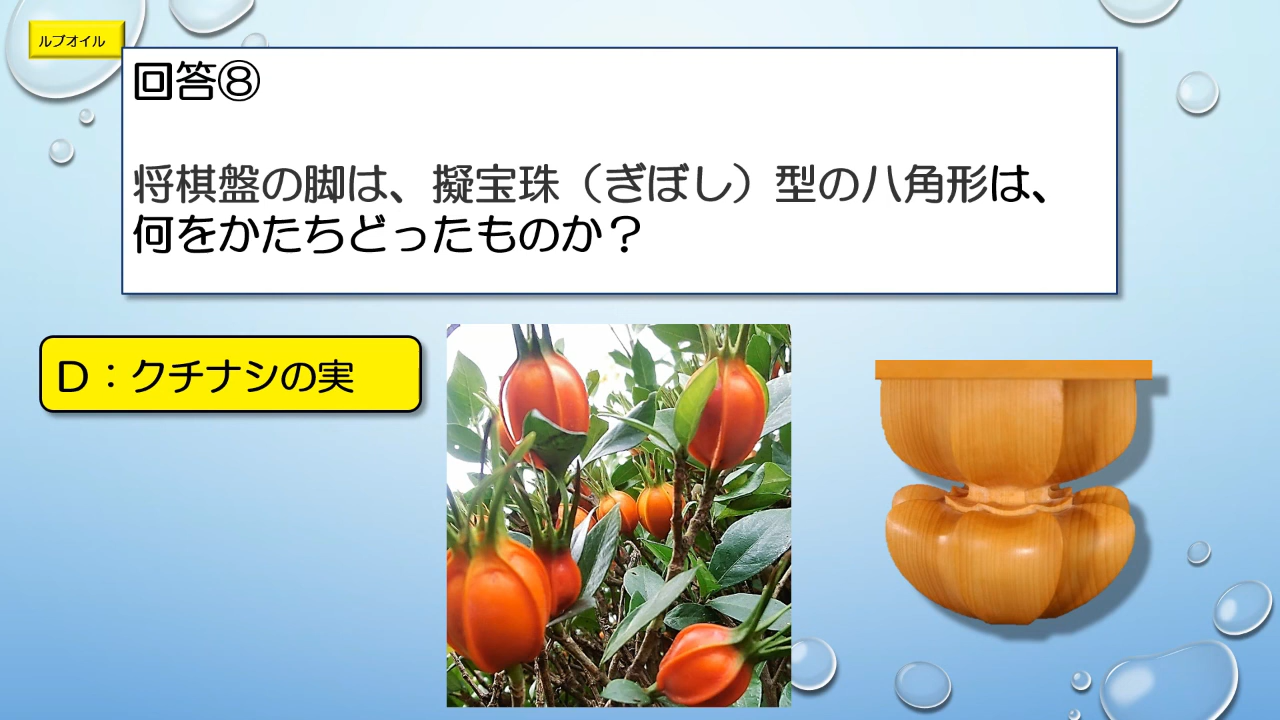 ルブオイル
回答⑧
将棋盤の脚は、擬宝珠（ぎぼし）型の八角形は、
何をかたちどったものか？
D：クチナシの実